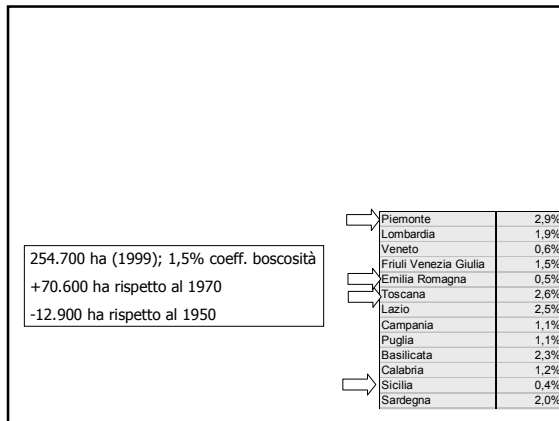 254.700 ha (1999); 1,5% coeff. boscosità
+70.600 ha rispetto al 1970
-12.900 ha rispetto al 1950
Piemonte 2,9%
Lombardia 1,9%
Veneto 0,6%
Friuli Venezia Giulia 1,5%
Emilia Romagna 0,5%
Toscana 2,6%
Lazio 2,5%
Campania 1,1%
Puglia 1,1%
Basilicata 2,3%
Calabria 1,2%
Sicilia 0,4%
Sardegna 2,0%